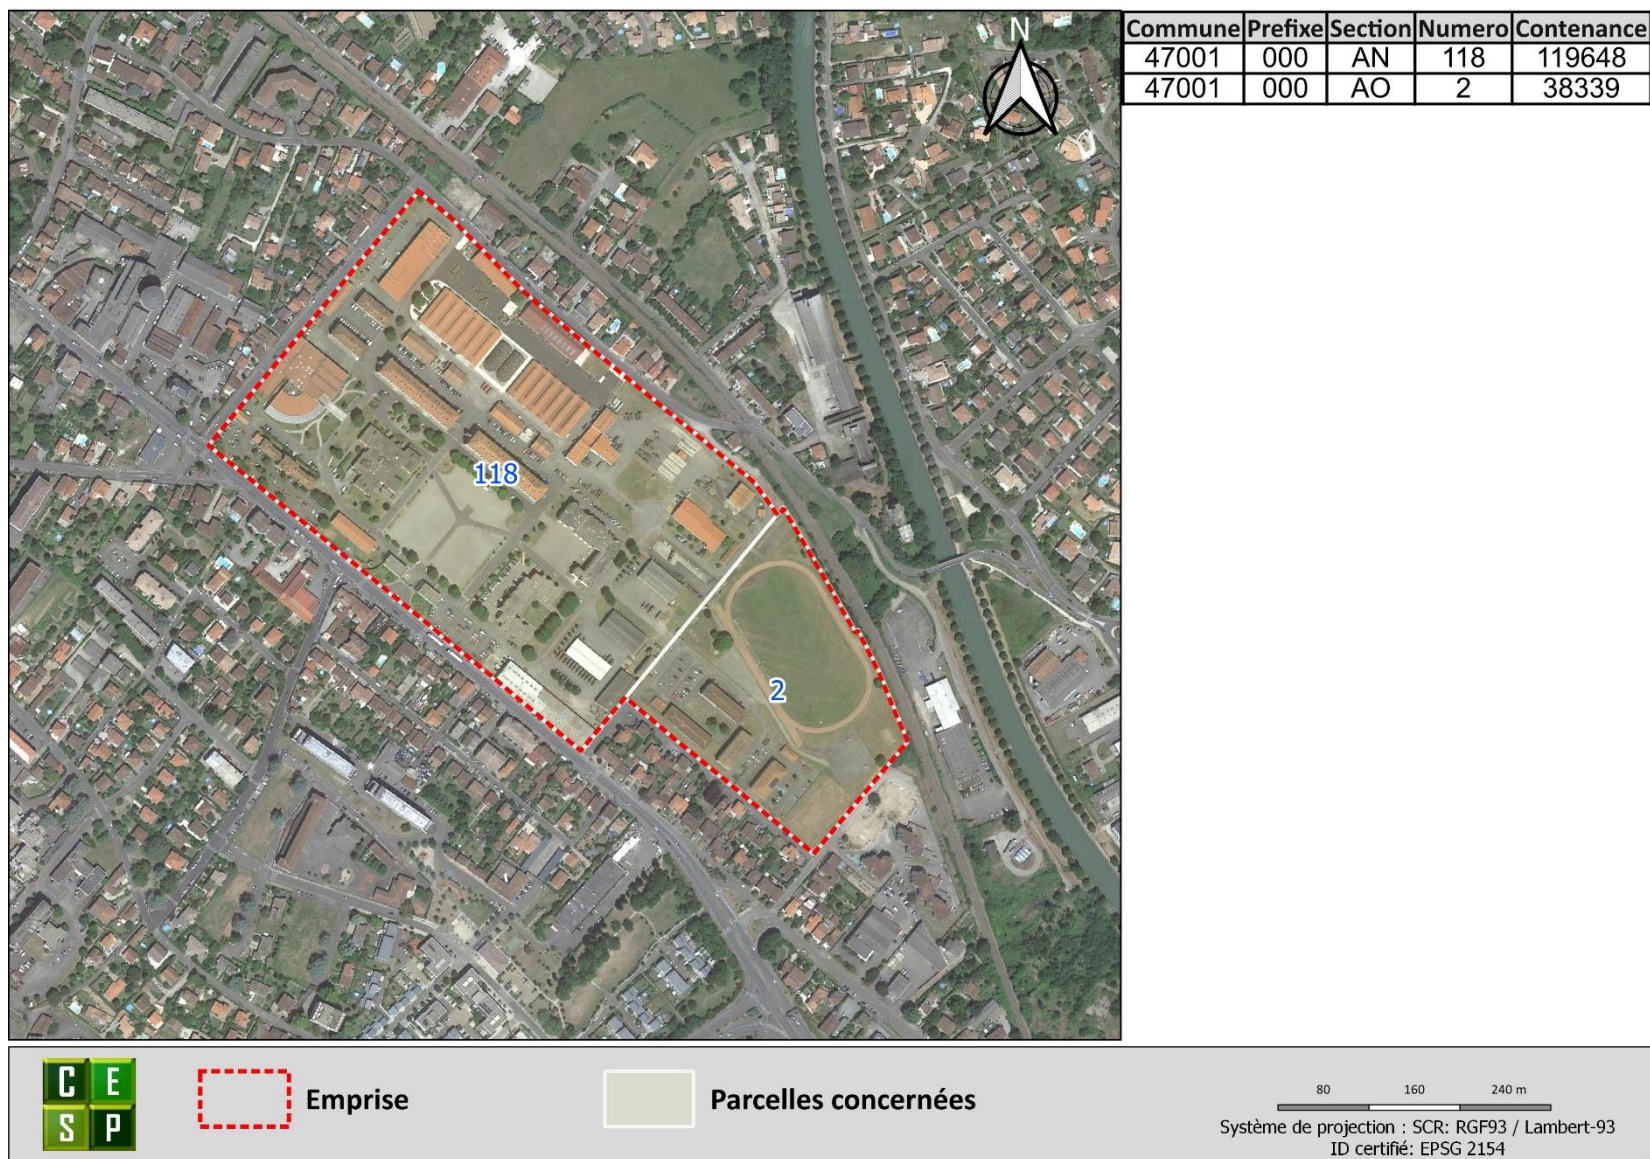 N
Commune Prefixe Section Numero Contenance
47001 000 AN 118 119648
47001 000 AO 2 38339
118
2
C E
S P
Emprise
Parcelles concernées
80 160 240 m
Système de projection : SCR: RGF93 / Lambert-93
ID certifié: EPSG 2154